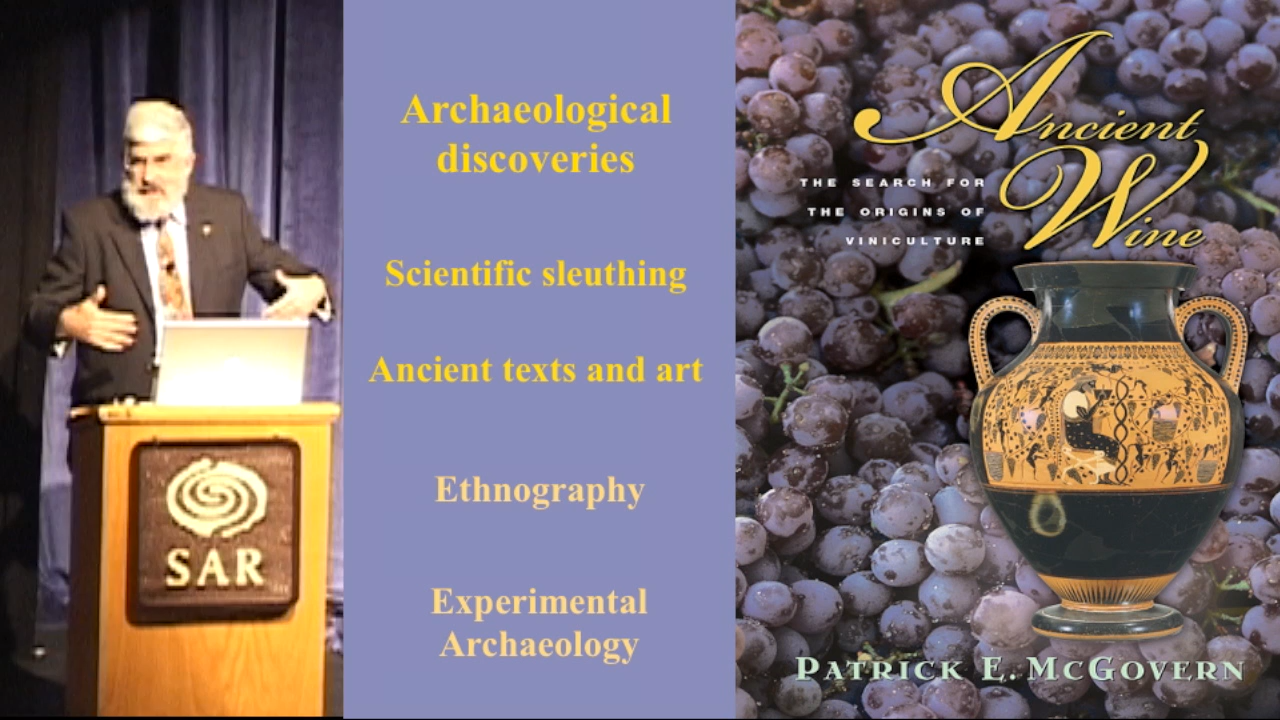 SAR
Archaeological
discoveries
Scientific sleuthing
Ancient texts and art
Ethnography
Experimental
Archaeology
Ancient
Wine
THE SEARCH FOR
THE ORIGINS OF
VINICULTURE
PATRICK E. MCGOVERN